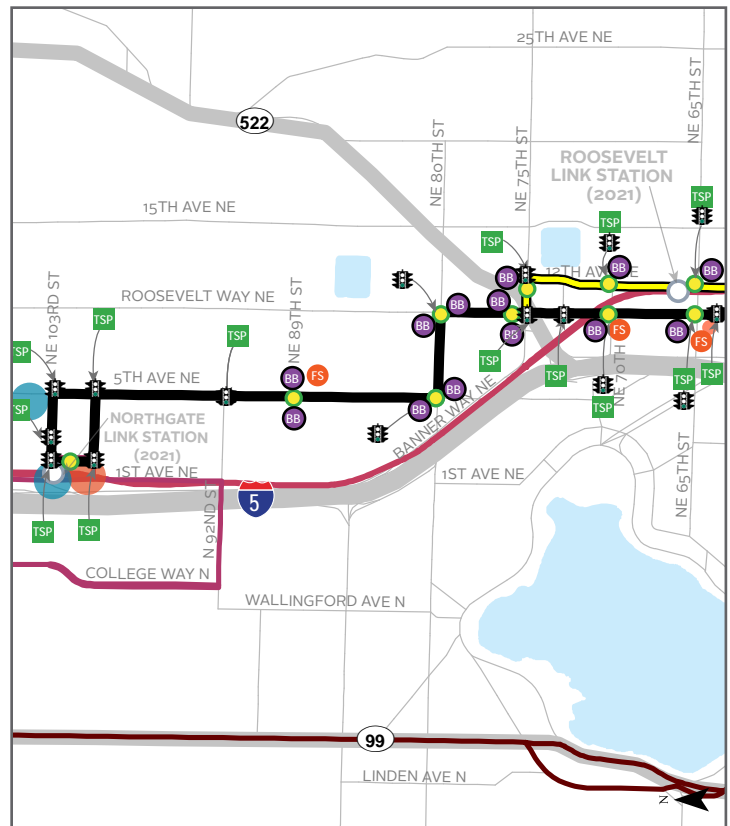 25TH AVE NE
522
NE 65TH ST
NE 80TH ST
NE 75TH ST
ROOSEVELT
LINK STATION
(2021)
15TH AVE NE
TSP
TSP
TSP
NE 103RD ST
NE 89TH ST
12TH AVE NE
BB
BB
BB
ROOSEVELT WAY NE
BB
BB
BB
BB
BB
FS
BB
FS
TSP
TSP
TSP
TSP
TSP
TSP
TSP
5TH AVE NE
BB
FS
BB
BB
BB
TSP
TSP
NE 70TH
BANNER WAY NE
NORTHGATE
LINK STATION
(2021)
1ST AVE NE
1ST AVE NE
NE 65TH ST
5
N 92ND ST
TSP
TSP
COLLEGE WAY N
WALLINGFORD AVE N
99
LINDEN AVE N
N